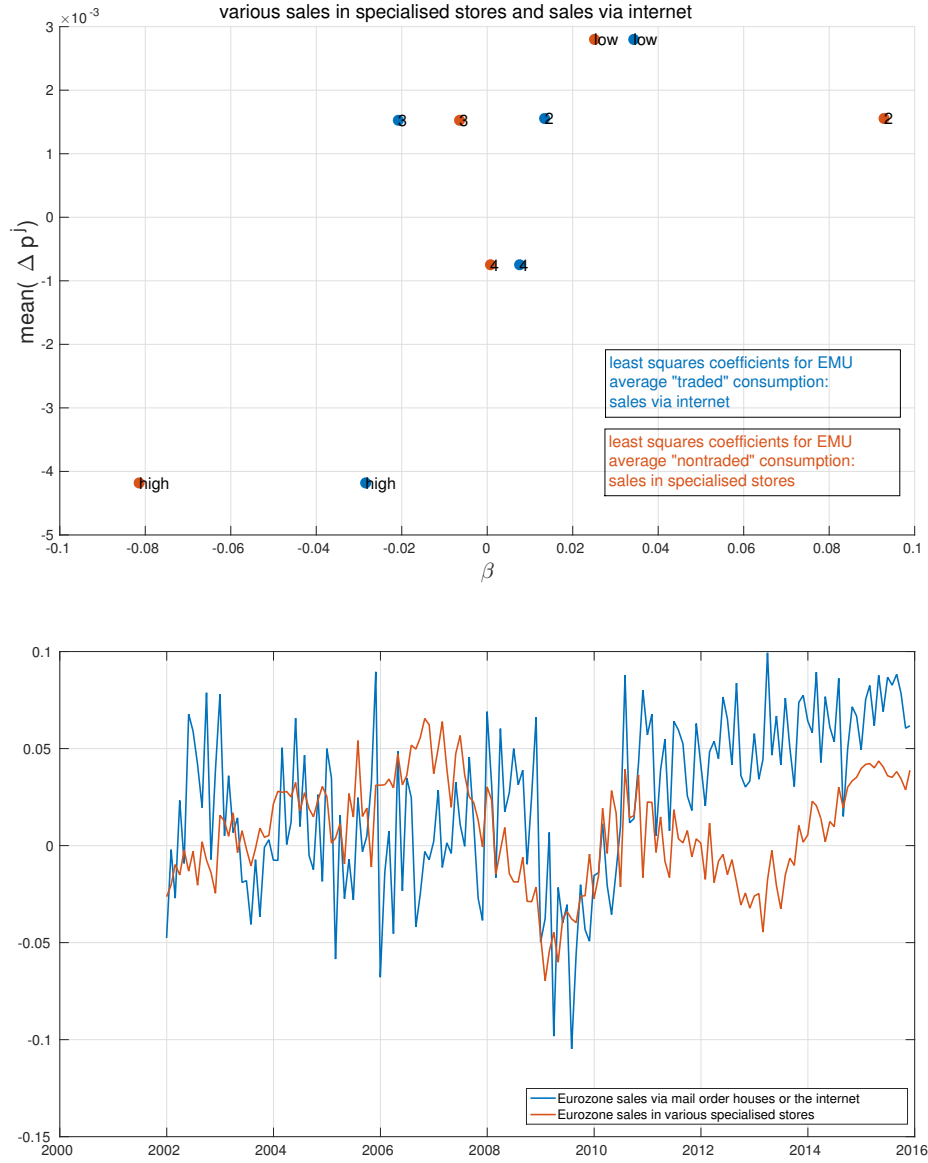 various sales in specialised stores and sales via internet
×10⁻³
3
2
1
0
-1
-2
-3
-4
-5
mean( Δ p^j)
low
low
3
3
2
2
4
4
high
high
least squares coefficients for EMU
average "traded" consumption:
sales via internet
least squares coefficients for EMU
average "nontraded" consumption:
sales in specialised stores
-0.1 -0.08 -0.06 -0.04 -0.02 0 0.02 0.04 0.06 0.08 0.1
β
0.1
0.05
0
-0.05
-0.1
-0.15
Eurozone sales via mail order houses or the internet
Eurozone sales in various specialised stores
2000 2002 2004 2006 2008 2010 2012 2014 2016